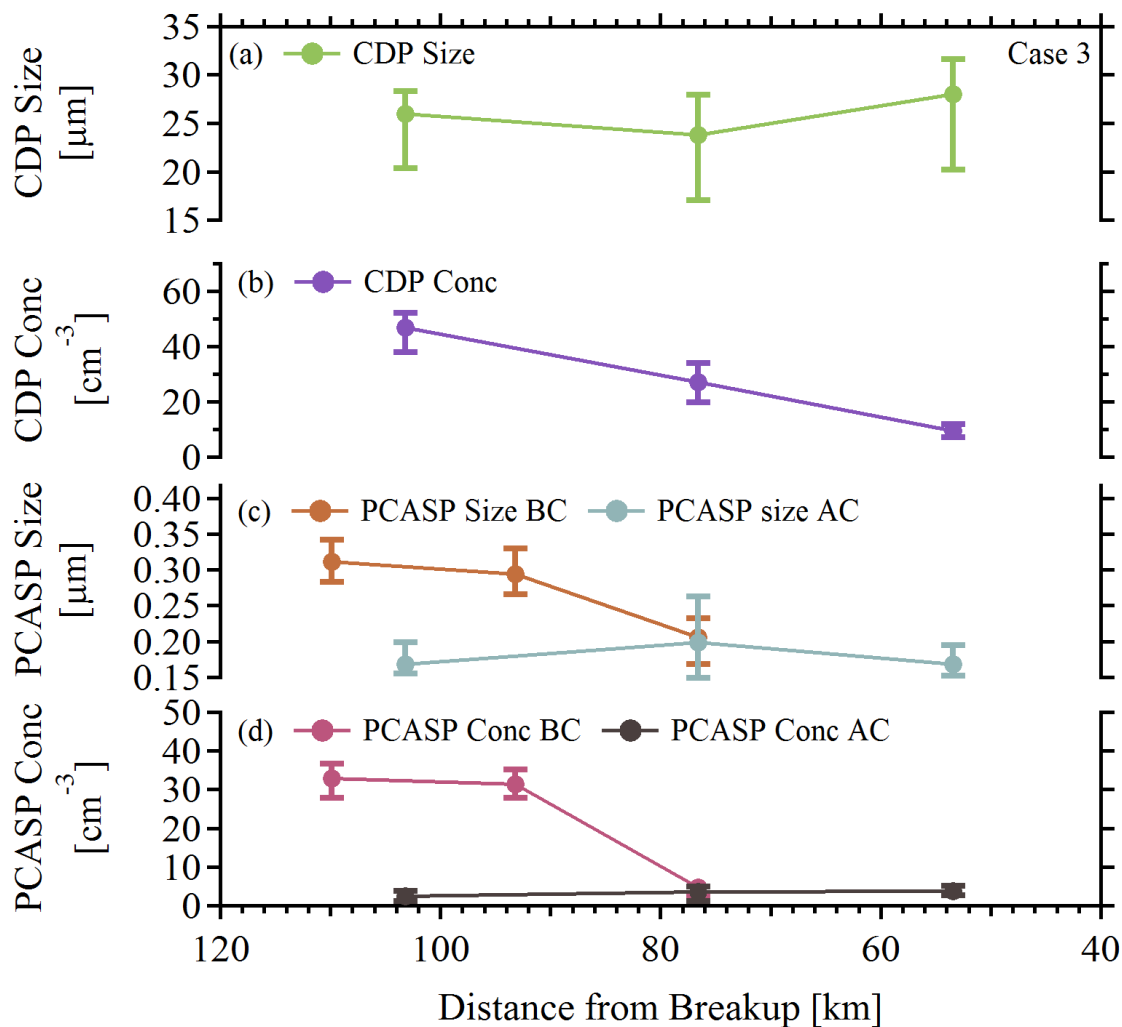 CDP Size
[μm]
35
30
25
20
15
(a) CDP Size
Case 3
CDP Conc
[cm⁻³]
60
40
20
0
(b) CDP Conc
PCASP Size
[μm]
0.40
0.35
0.30
0.25
0.20
0.15
(c) PCASP Size BC PCASP size AC
PCASP Conc
[cm⁻³]
50
40
30
20
10
0
(d) PCASP Conc BC PCASP Conc AC
120 100 80 60 40
Distance from Breakup [km]